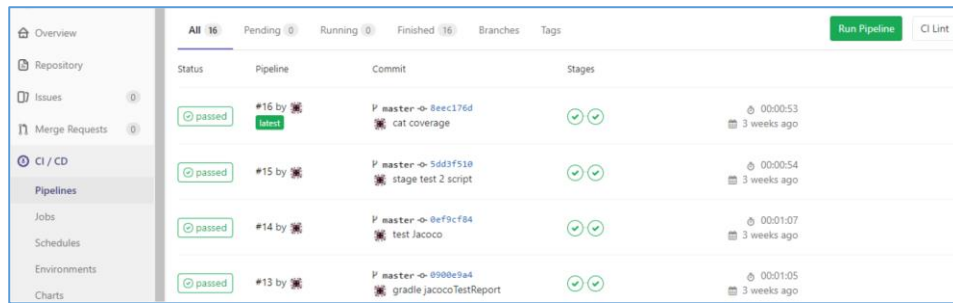 Overview
Repository
Issues 0
Merge Requests 0
CI / CD
Pipelines
Jobs
Schedules
Environments
Charts
All 16 Pending 0 Running 0 Finished 16 Branches Tags
Run Pipeline CI Lint
Status Pipeline Commit Stages
passed #16 by master 8eec176d 00:00:53
latest cat coverage 3 weeks ago
passed #15 by master 5dd3f510 00:00:54
stage test 2 script 3 weeks ago
passed #14 by master 0ef9cf84 00:01:07
test Jacoco 3 weeks ago
passed #13 by master 0900e9a4 00:01:05
gradle jacocoTestReport 3 weeks ago